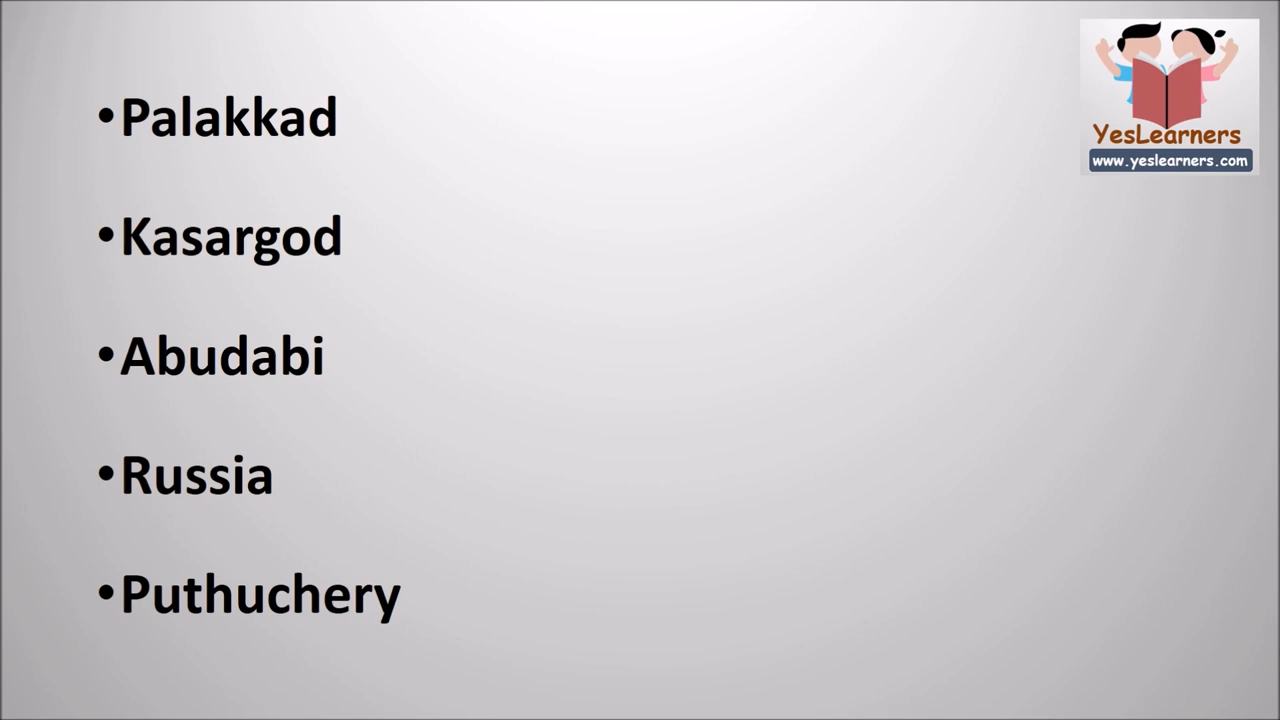 •Palakkad
•Kasargod
•Abudabi
•Russia
•Puthuchery
YesLearners
www.yeslearners.com